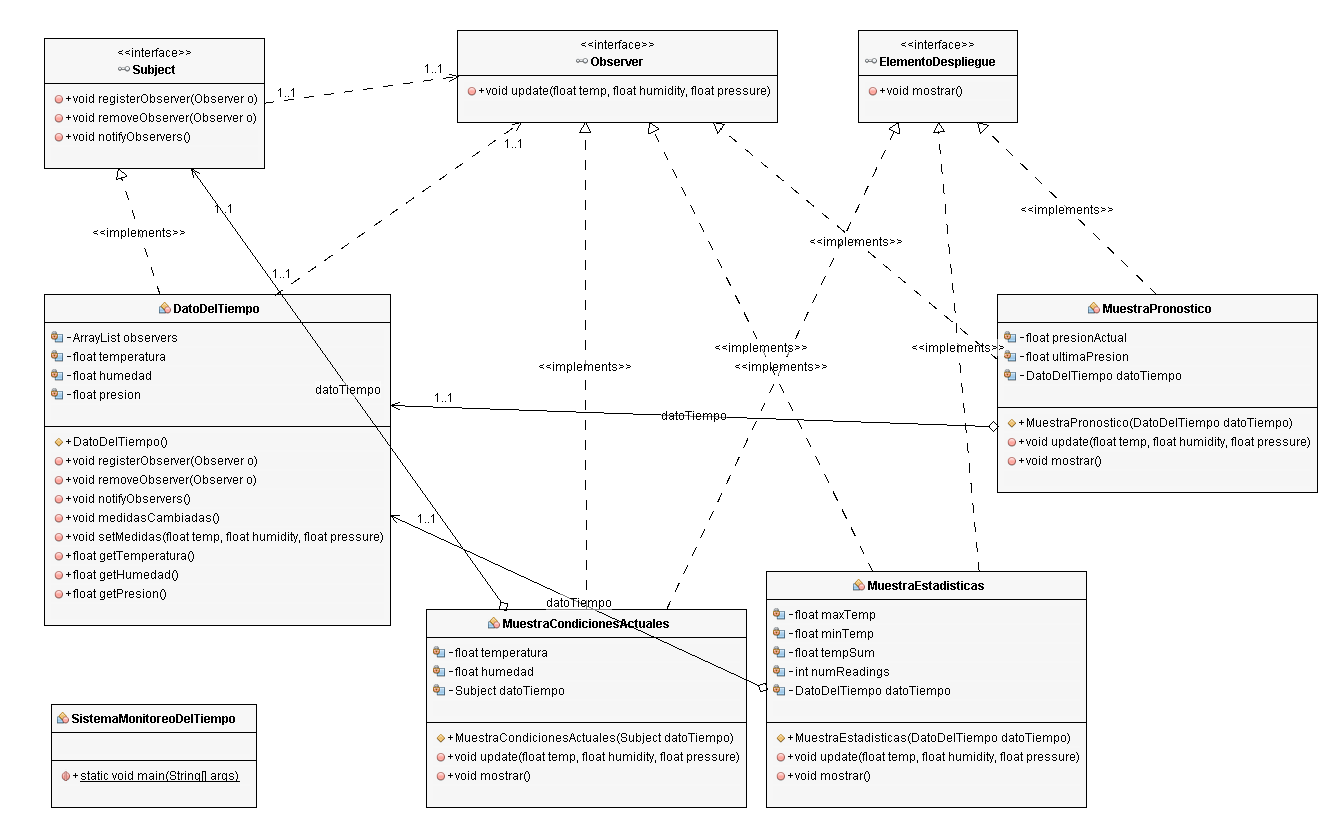 <<interface>>
Subject
+void registerObserver(Observer o)
+void removeObserver(Observer o)
+void notifyObservers()
<<interface>>
Observer
+void update(float temp, float humidity, float pressure)
<<interface>>
ElementoDespliegue
+void mostrar()
1..1
1..1
1..1
1..1
1..1
<<implements>>
<<implements>>
<<implements>>
<<implements>>
<<implements>>
<<implements>>
<<implements>>
DatoDelTiempo
-ArrayList observers
-float temperatura
-float humedad
-float presion
+DatoDelTiempo()
+void registerObserver(Observer o)
+void removeObserver(Observer o)
+void notifyObservers()
+void medidasCambiadas()
+void setMedidas(float temp, float humidity, float pressure)
+float getTemperatura()
+float getHumedad()
+float getPresion()
datoTiempo
1..1
datoTiempo
1..1
datoTiempo
MuestraPronostico
-float presionActual
-float ultimaPresion
-DatoDelTiempo datoTiempo
+MuestraPronostico(DatoDelTiempo datoTiempo)
+void update(float temp, float humidity, float pressure)
+void mostrar()
MuestraCondicionesActuales
-float temperatura
-float humedad
-Subject datoTiempo
+MuestraCondicionesActuales(Subject datoTiempo)
+void update(float temp, float humidity, float pressure)
+void mostrar()
MuestraEstadisticas
-float maxTemp
-float minTemp
-float tempSum
-int numReadings
-DatoDelTiempo datoTiempo
+MuestraEstadisticas(DatoDelTiempo datoTiempo)
+void update(float temp, float humidity, float pressure)
+void mostrar()
SistemaMonitoreoDelTiempo
+static void main(String[] args)